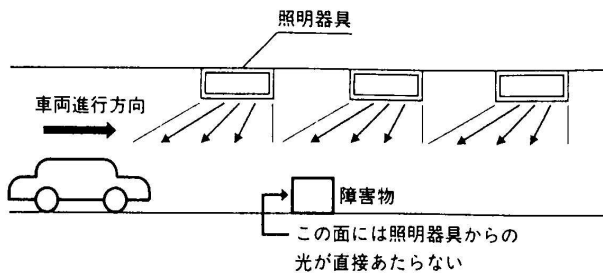 照明器具
車両進行方向
障害物
この面には照明器具からの
光が直接あたらない